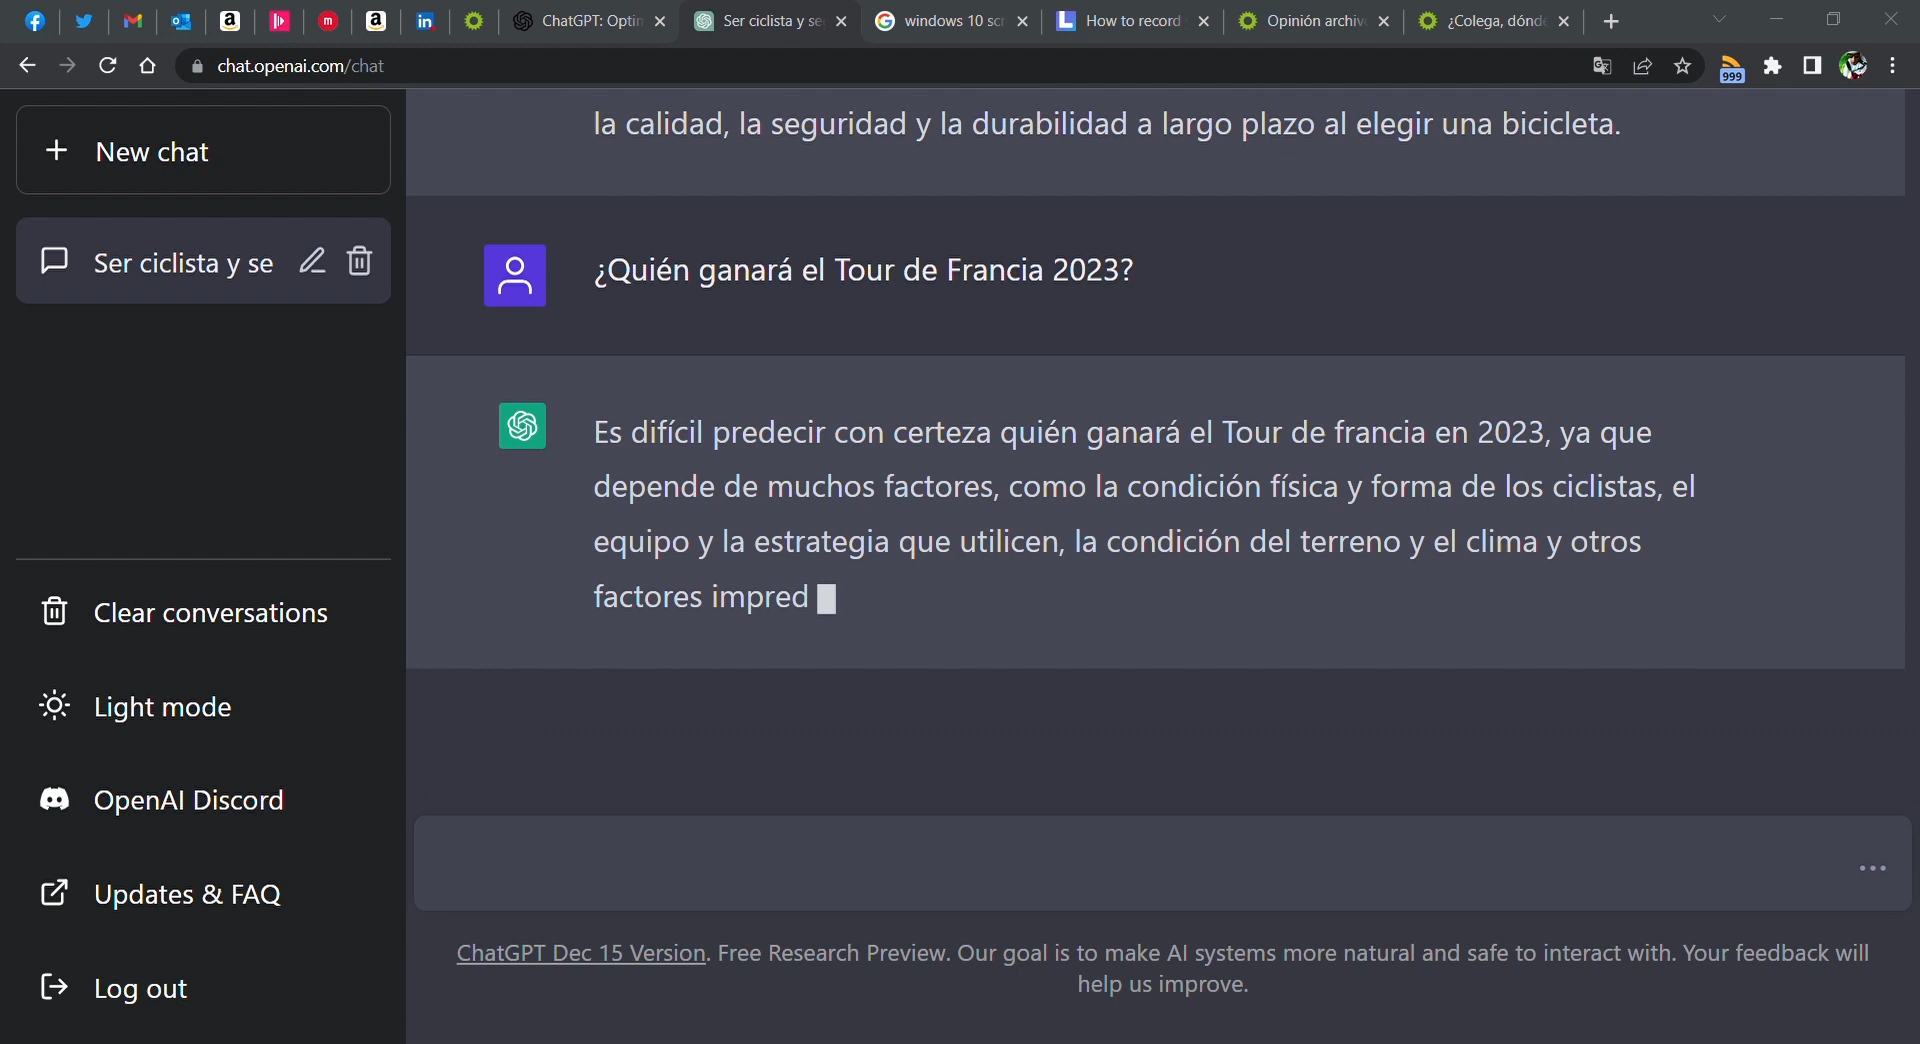 ChatGPT: Optin
Ser ciclista y se
windows 10 scr
How to record
Opinión archiv
¿Colega, dónde
chat.openai.com/chat
999
New chat
Ser ciclista y se
Clear conversations
Light mode
OpenAI Discord
Updates & FAQ
Log out
la calidad, la seguridad y la durabilidad a largo plazo al elegir una bicicleta.
¿Quién ganará el Tour de Francia 2023?
Es difícil predecir con certeza quién ganará el Tour de francia en 2023, ya que
depende de muchos factores, como la condición física y forma de los ciclistas, el
equipo y la estrategia que utilicen, la condición del terreno y el clima y otros
factores impred
ChatGPT Dec 15 Version. Free Research Preview. Our goal is to make AI systems more natural and safe to interact with. Your feedback will
help us improve.